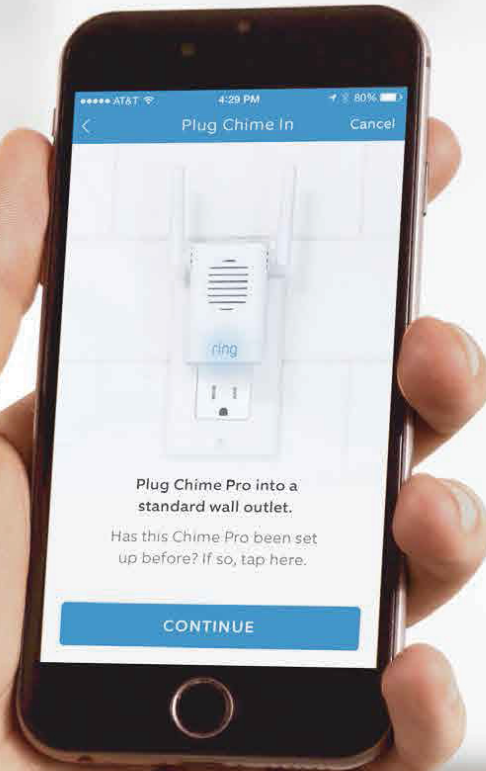 AT&T 4:29 PM 80%
Plug Chime In Cancel
ring
Plug Chime Pro into a
standard wall outlet.
Has this Chime Pro been set
up before? If so, tap here.
CONTINUE